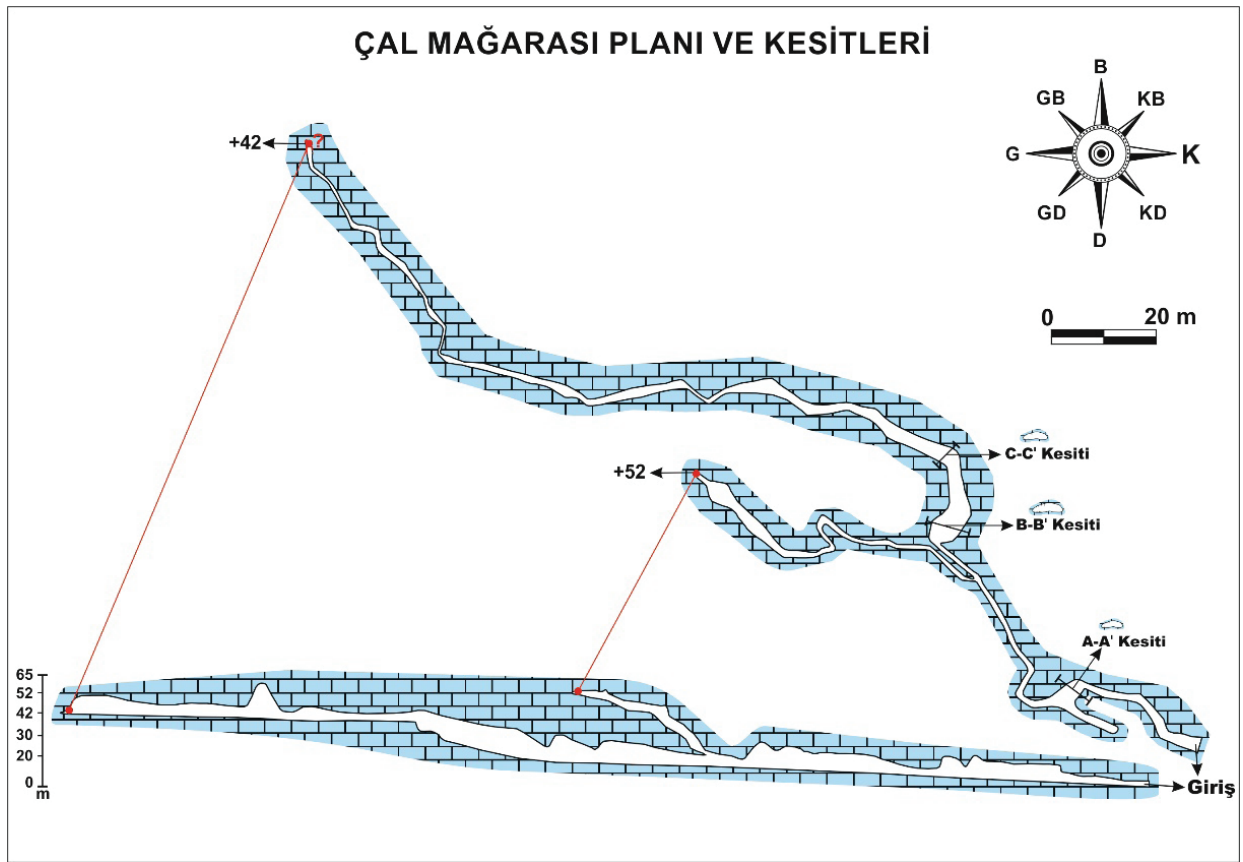 ÇAL MAĞARASI PLANI VE KESİTLERİ
B
GB
KB
G
K
GD
KD
D
+42
?
0
20 m
C-C' Kesiti
+52
B-B' Kesiti
A-A' Kesiti
65
52
42
30
20
0
m
Giriş